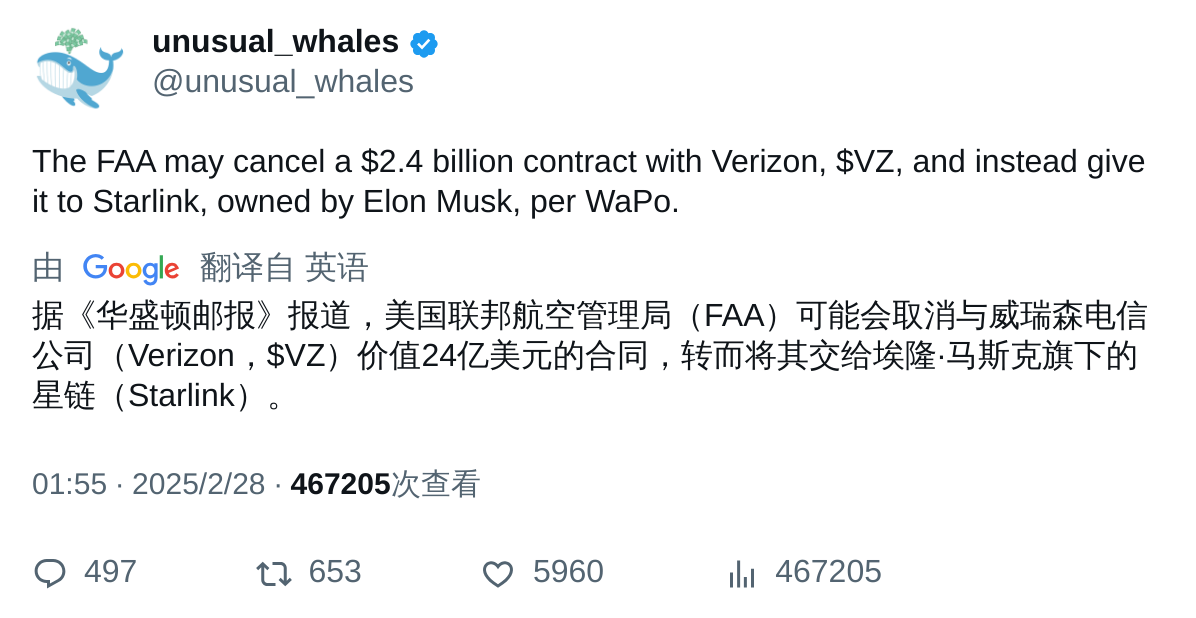 unusual_whales
@unusual_whales
The FAA may cancel a $2.4 billion contract with Verizon, $VZ, and instead give
it to Starlink, owned by Elon Musk, per WaPo.
由 Google 翻译自 英语
据《华盛顿邮报》报道，美国联邦航空管理局（FAA）可能会取消与威瑞森电信
公司（Verizon，$VZ）价值24亿美元的合同，转而将其交给埃隆·马斯克旗下的
星链（Starlink）。
01:55 · 2025/2/28 · 467205次查看
497 653 5960 467205